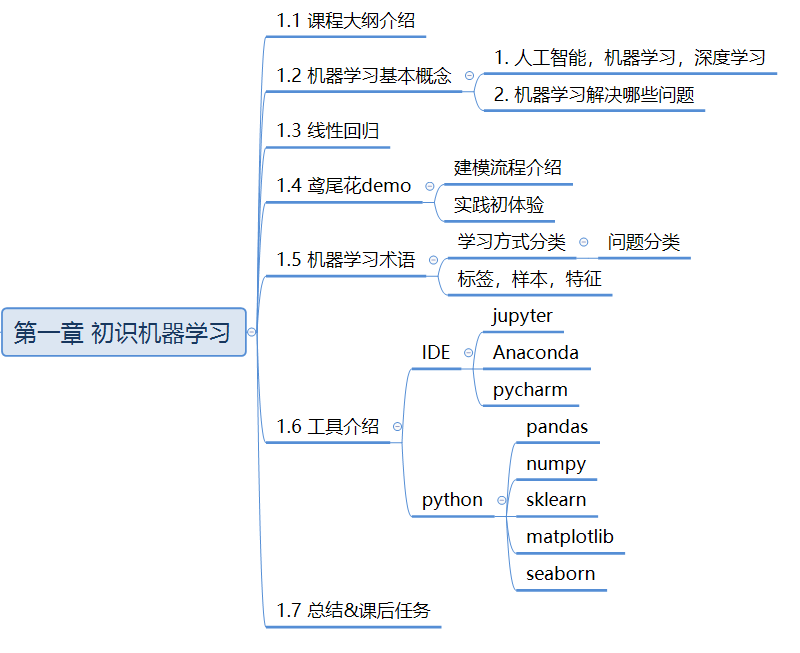 第一章 初识机器学习
1.1 课程大纲介绍
1.2 机器学习基本概念
1. 人工智能，机器学习，深度学习
2. 机器学习解决哪些问题
1.3 线性回归
1.4 鸢尾花demo
建模流程介绍
实践初体验
1.5 机器学习术语
学习方式分类
问题分类
标签，样本，特征
1.6 工具介绍
IDE
jupyter
Anaconda
pycharm
python
pandas
numpy
sklearn
matplotlib
seaborn
1.7 总结&课后任务